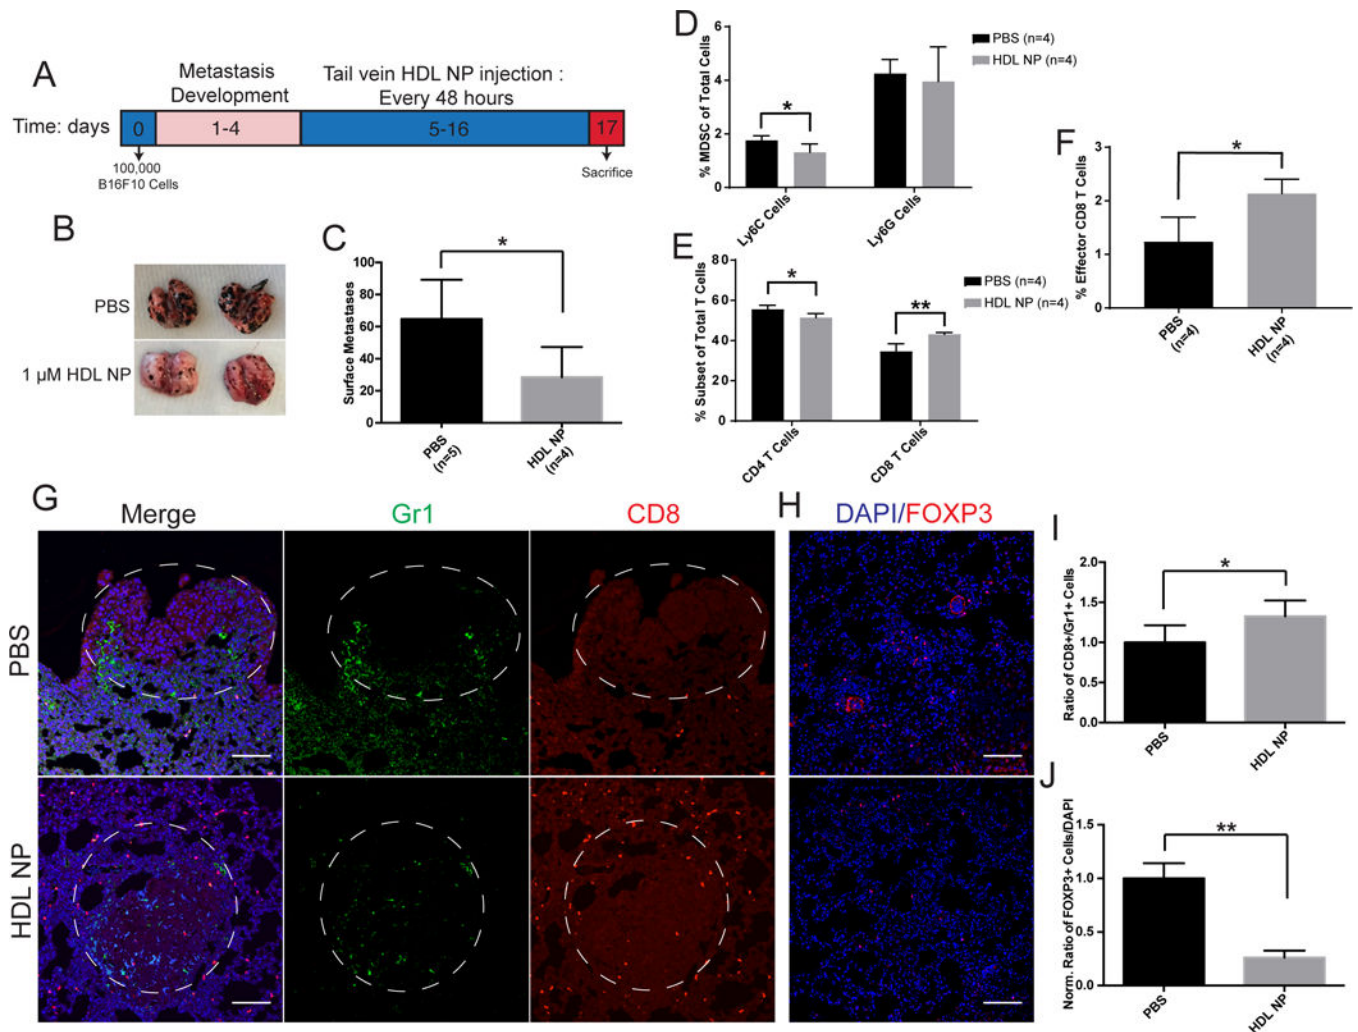 A
Metastasis
Development
Tail vein HDL NP injection :
Every 48 hours
Time: days
0
1-4
5-16
17
100,000
B16F10 Cells
Sacrifice
B
PBS
1 µM HDL NP
C
Surface Metastases
100
80
60
40
20
0
*
PBS
(n=5)
HDL NP
(n=4)
D
% MDSC of Total Cells
6
4
2
0
*
Ly6C Cells
Ly6G Cells
PBS (n=4)
HDL NP (n=4)
E
% Subset of Total T Cells
80
60
40
20
0
*
**
CD4 T Cells
CD8 T Cells
PBS (n=4)
HDL NP (n=4)
F
% Effector CD8 T Cells
3
2
1
0
*
PBS
(n=4)
HDL NP
(n=4)
G
Merge
Gr1
CD8
PBS
HDL NP
H
DAPI/FOXP3
I
Ratio of CD8+/Gr1+ Cells
2.0
1.5
1.0
0.5
0.0
*
PBS
HDL NP
J
Norm. Ratio of FOXP3+ Cells/DAPI
1.5
1.0
0.5
0.0
**
PBS
HDL NP